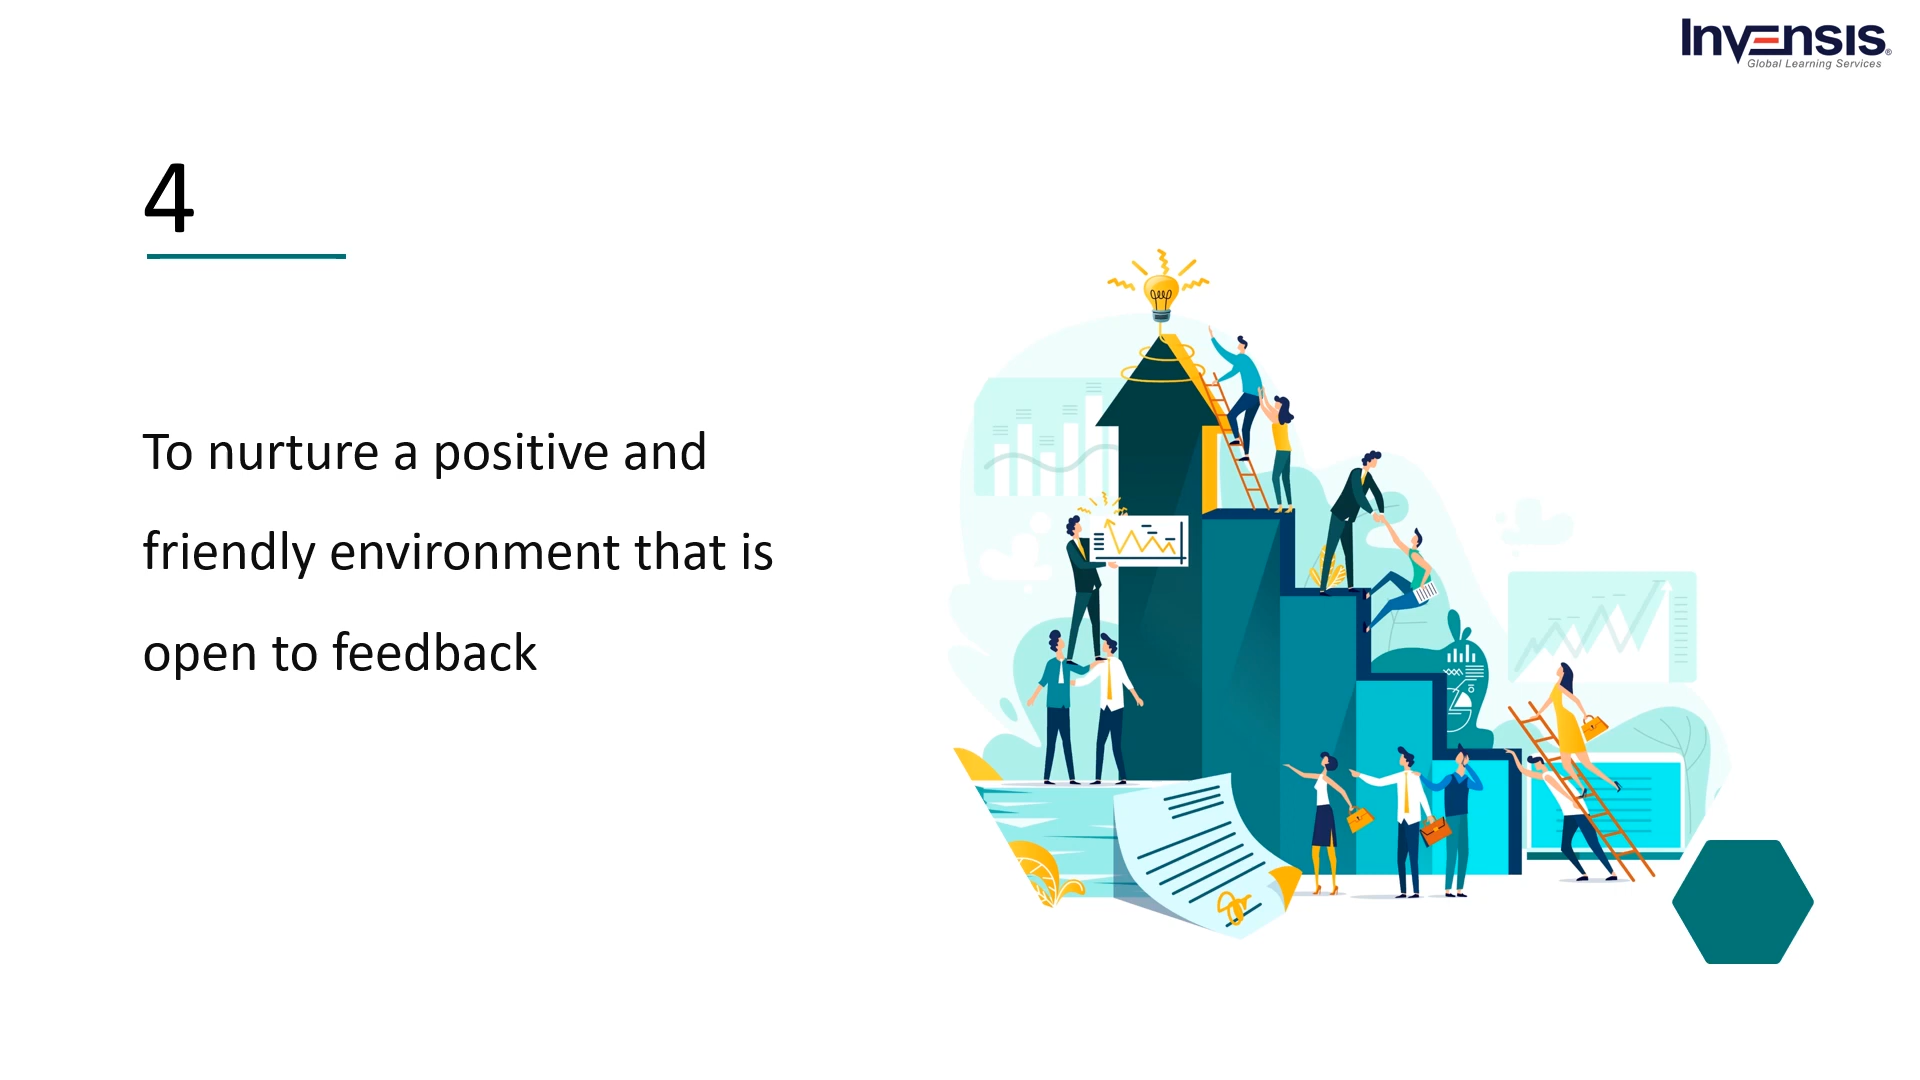 Invensis®
Global Learning Services
4
To nurture a positive and
friendly environment that is
open to feedback